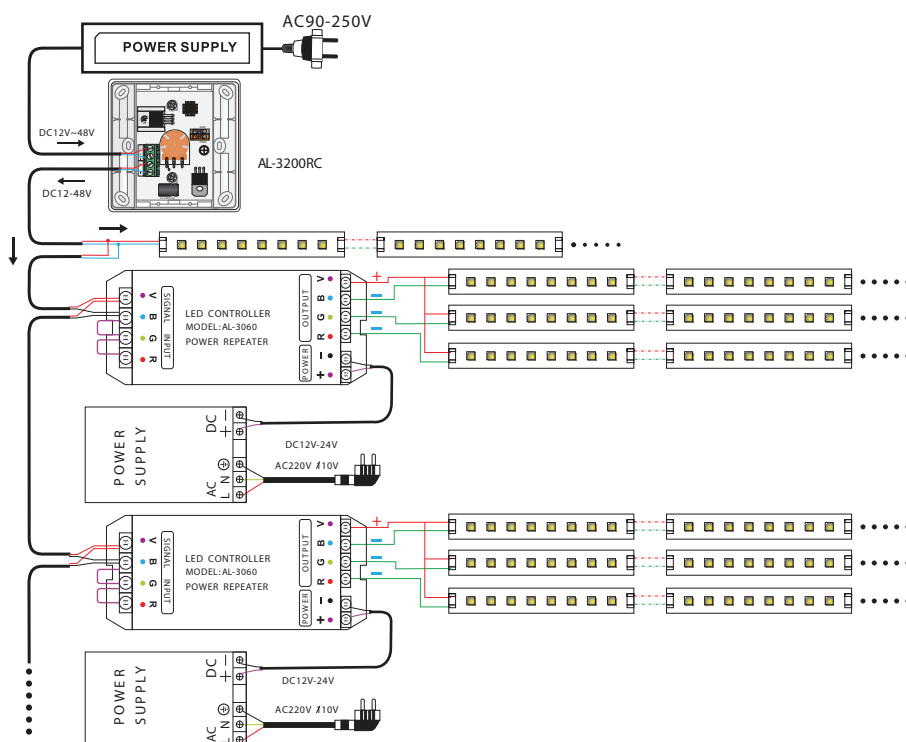 AC90-250V
POWER SUPPLY
DC12V~48V
AL-3200RC
DC12-48V
V
B
G
R
SIGNAL INPUT
LED CONTROLLER
MODEL:AL-3060
POWER REPEATER
OUTPUT
POWER
V
B
G
R
−
+
+
−
−
−
POWER
SUPPLY
DC
− +
AC
L N
DC12V-24V
AC220V /110V
V
B
G
R
SIGNAL INPUT
LED CONTROLLER
MODEL:AL-3060
POWER REPEATER
OUTPUT
POWER
V
B
G
R
−
+
+
−
−
−
POWER
SUPPLY
DC
− +
AC
L N
DC12V-24V
AC220V /110V